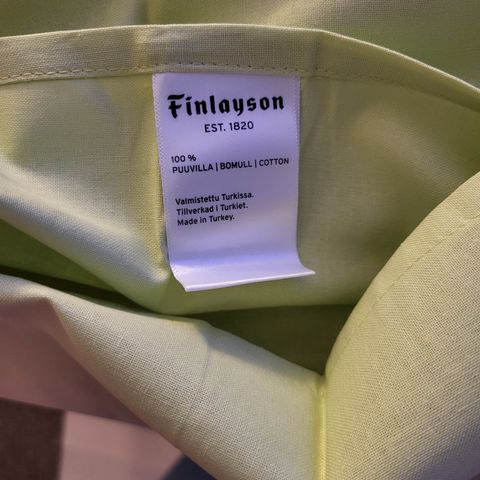 Finlayson
EST. 1820
100 %
PUUVILLA | BOMULL | COTTON
Valmistettu Turkissa.
Tillverkad i Turkiet.
Made in Turkey.